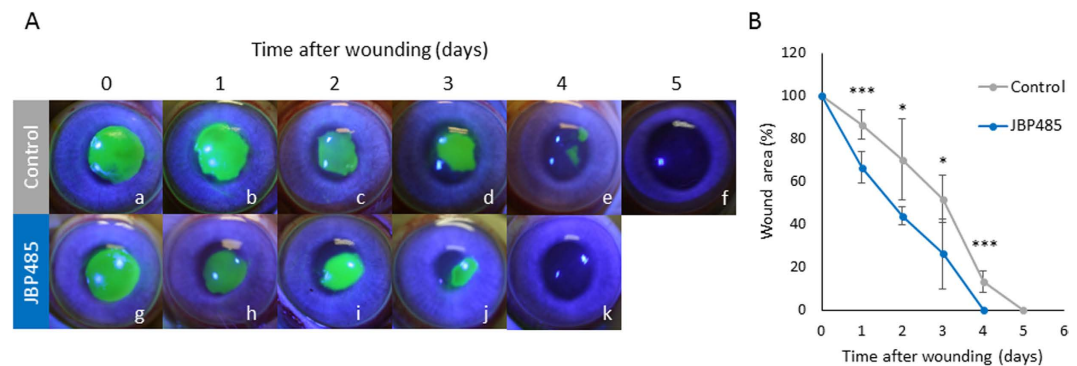 A
Time after wounding (days)
0 1 2 3 4 5
Control
a b c d e f
JBP485
g h i j k
B
120
100
80
60
40
20
0
Wound area (%)
*** * * ***
Control
JBP485
0 1 2 3 4 5 6
Time after wounding (days)